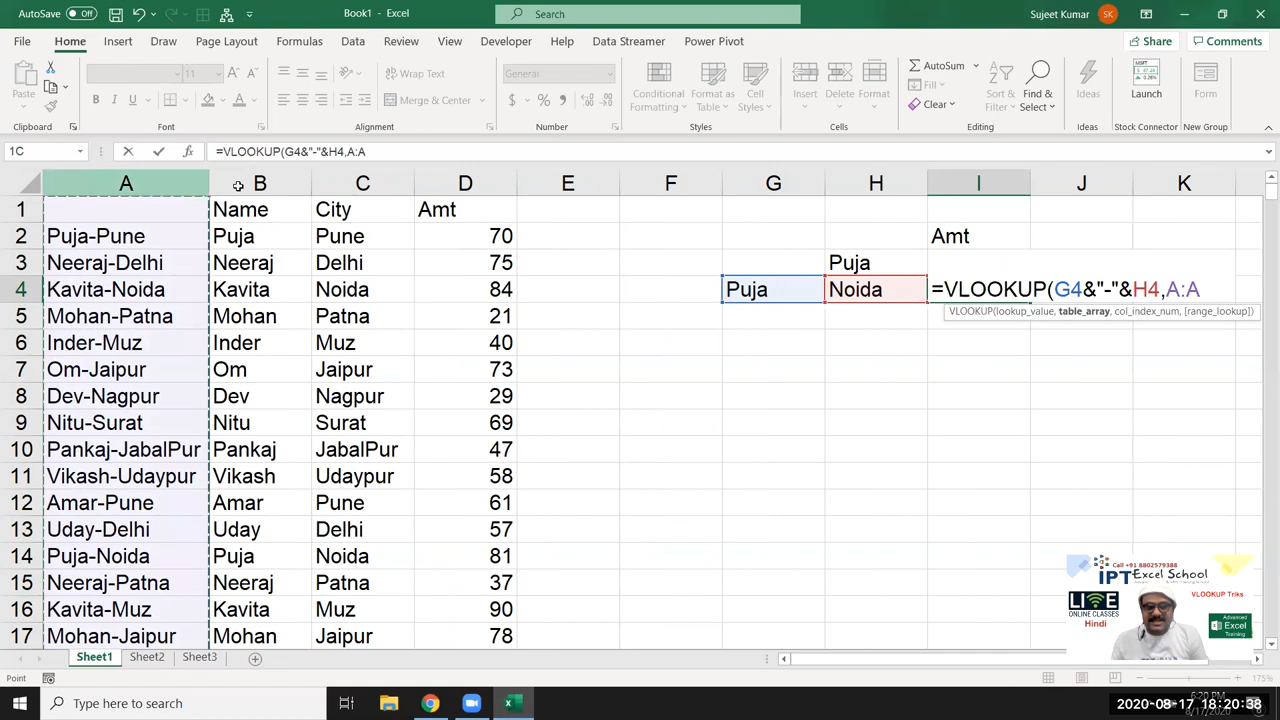 AutoSave Off
Book1 - Excel
Search
Sujeet Kumar SK
File Home Insert Draw Page Layout Formulas Data Review View Developer Help Data Streamer Power Pivot Share Comments
Paste
Wrap Text
Merge & Center
General
Conditional Formatting
Format as Table
Cell Styles
Insert
Delete
Format
AutoSum
Fill
Clear
Sort & Filter
Find & Select
Ideas
Launch
Form
Clipboard Font Alignment Number Styles Cells Editing Ideas Stock Connector New Group
1C
=VLOOKUP(G4&"-"&H4,A:A
A B C D E F G H I J K
1 Name City Amt
2 Puja-Pune Puja Pune 70 Amt
3 Neeraj-Delhi Neeraj Delhi 75 Puja
4 Kavita-Noida Kavita Noida 84 Puja Noida =VLOOKUP(G4&"-"&H4,A:A
VLOOKUP(lookup_value, table_array, col_index_num, [range_lookup])
5 Mohan-Patna Mohan Patna 21
6 Inder-Muz Inder Muz 40
7 Om-Jaipur Om Jaipur 73
8 Dev-Nagpur Dev Nagpur 29
9 Nitu-Surat Nitu Surat 69
10 Pankaj-JabalPur Pankaj JabalPur 47
11 Vikash-Udaypur Vikash Udaypur 58
12 Amar-Pune Amar Pune 61
13 Uday-Delhi Uday Delhi 57
14 Puja-Noida Puja Noida 81
15 Neeraj-Patna Neeraj Patna 37
16 Kavita-Muz Kavita Muz 90
17 Mohan-Jaipur Mohan Jaipur 78
Call +91 8802579388
IPT Excel School
LIVE
ONLINE CLASSES
Hindi
VLOOKUP Triks
Advanced
Excel
Training
Sheet1 Sheet2 Sheet3
Point
175%
Type here to search
6:20 PM
8/17/2020
2020-08-17 18:20:38